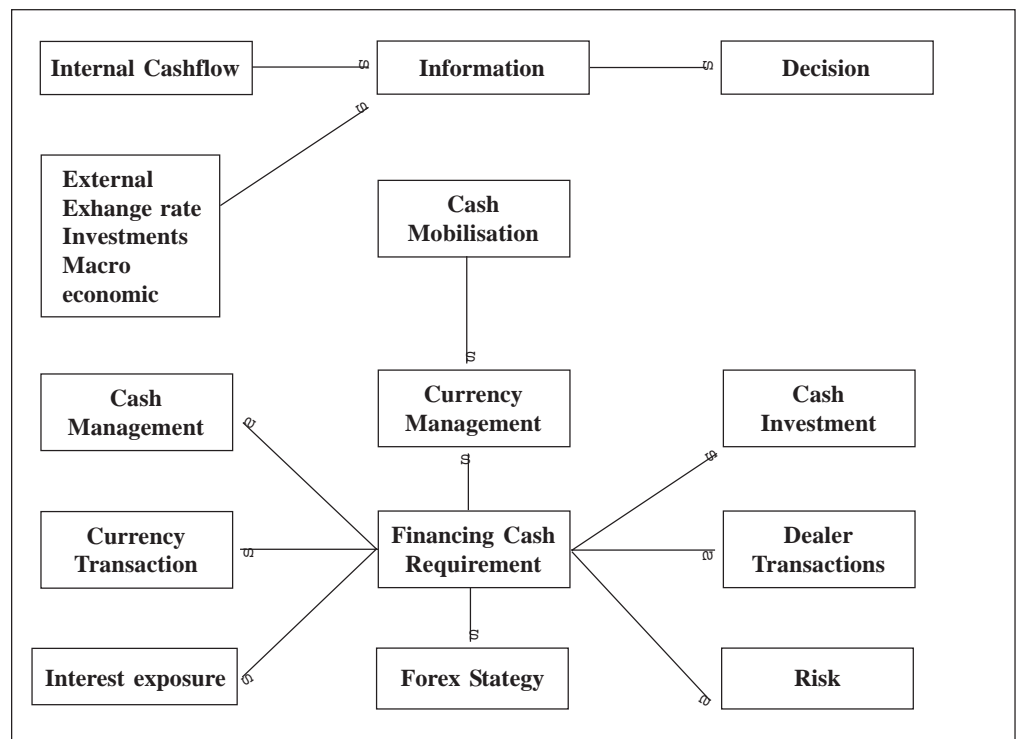 Internal Cashflow
Information
Decision
External
Exhange rate
Investments
Macro
economic
Cash
Mobilisation
Cash
Management
Currency
Management
Cash
Investment
Currency
Transaction
Financing Cash
Requirement
Dealer
Transactions
Interest exposure
Forex Stategy
Risk